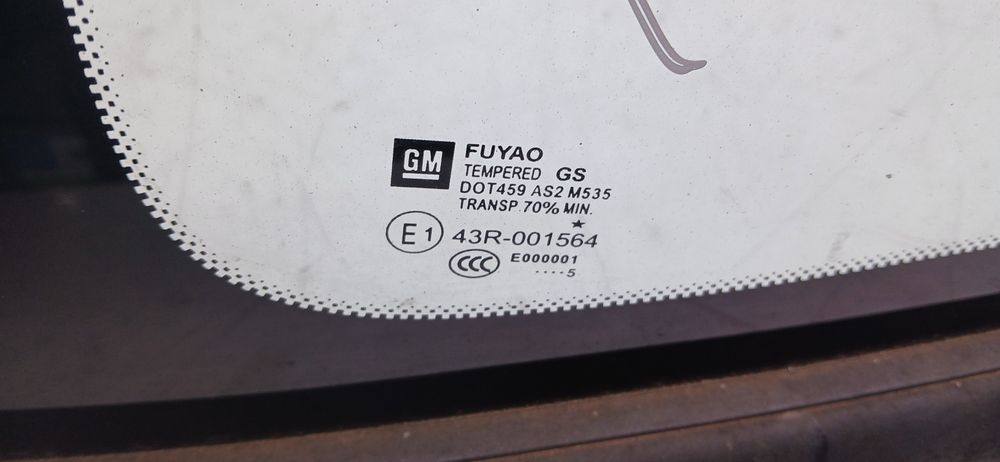 GM
FUYAO
TEMPERED GS
DOT459 AS2 M535
TRANSP.70% MIN.
E1 43R-001564
CCC E000001
....5